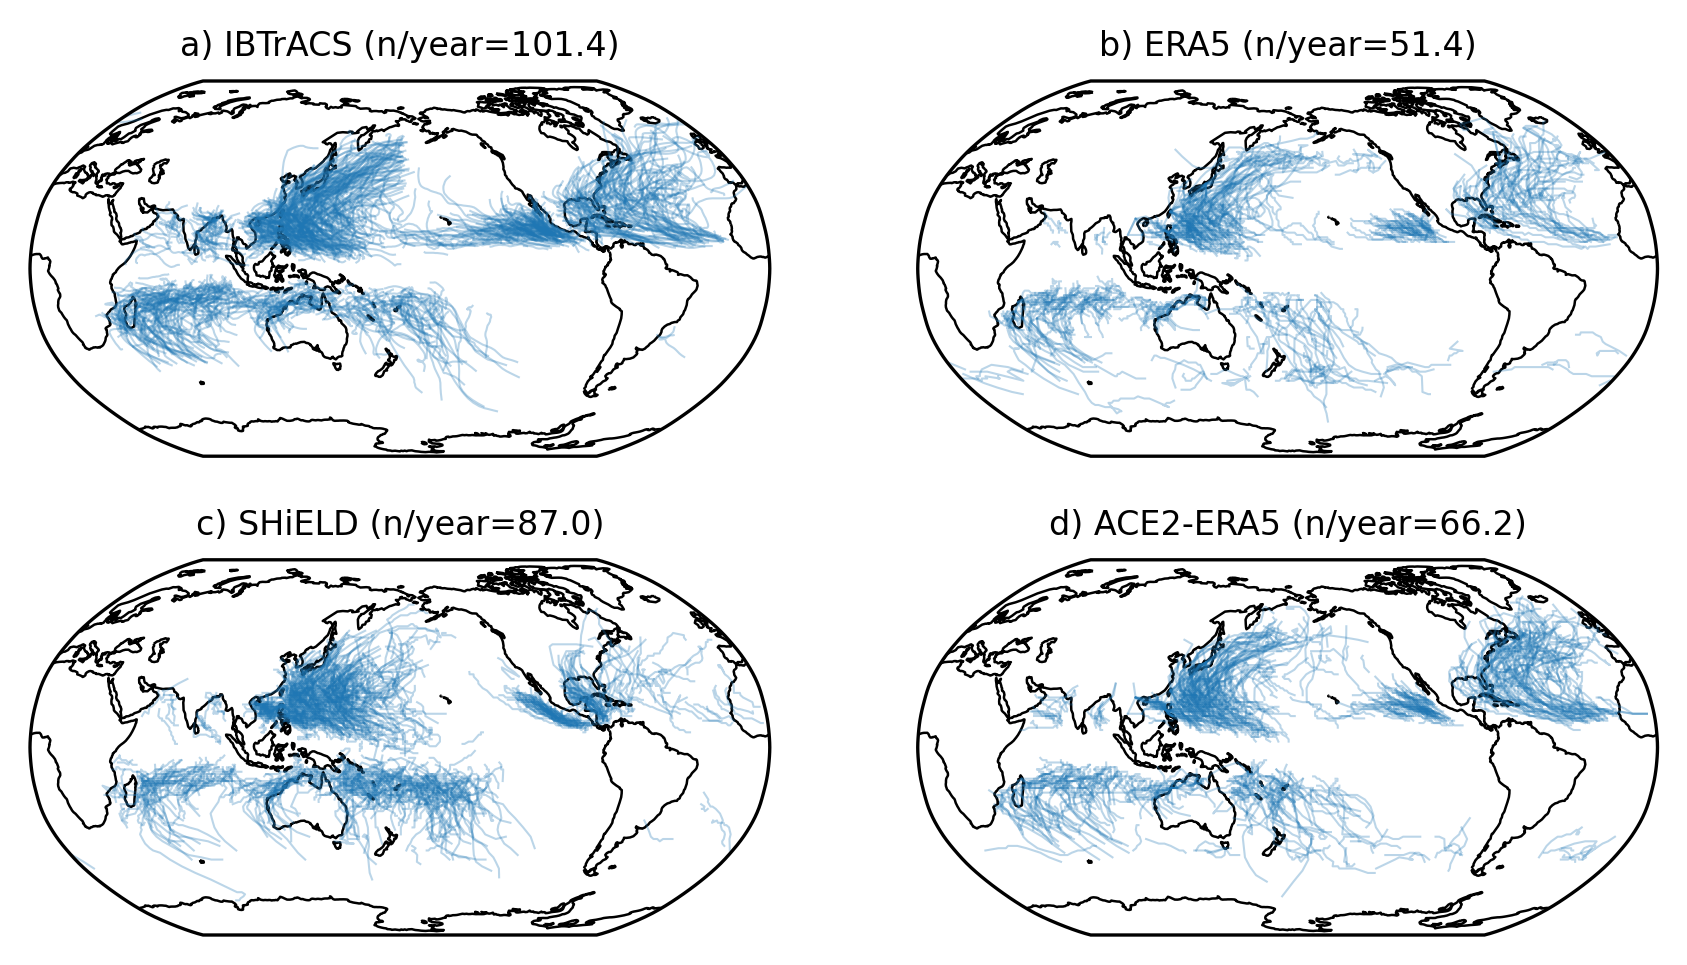 a) IBTrACS (n/year=101.4)
b) ERA5 (n/year=51.4)
c) SHiELD (n/year=87.0)
d) ACE2-ERA5 (n/year=66.2)